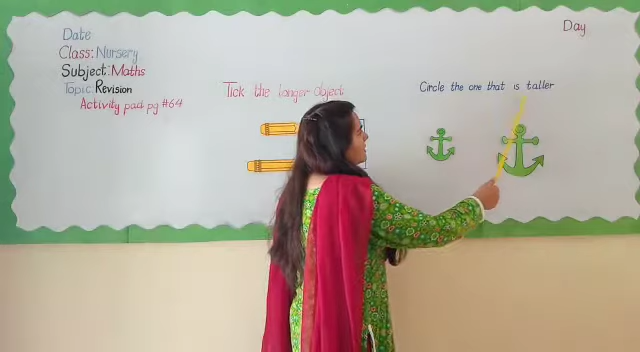 Date
Class: Nursery
Subject: Maths
Topic: Revision
Activity pad pg #64
Tick the longer object
Circle the one that is taller
Day